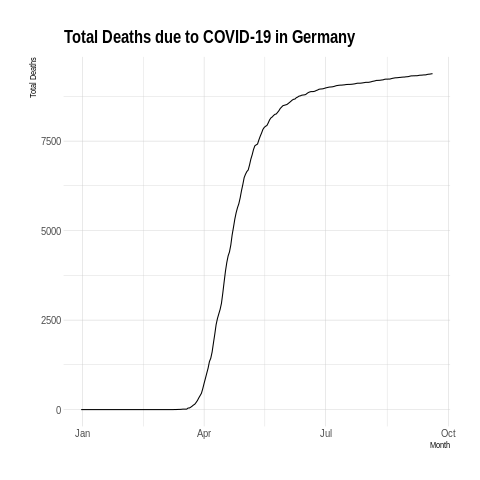 Total Deaths due to COVID-19 in Germany
Total Deaths
7500
5000
2500
0
Jan Apr Jul Oct
Month